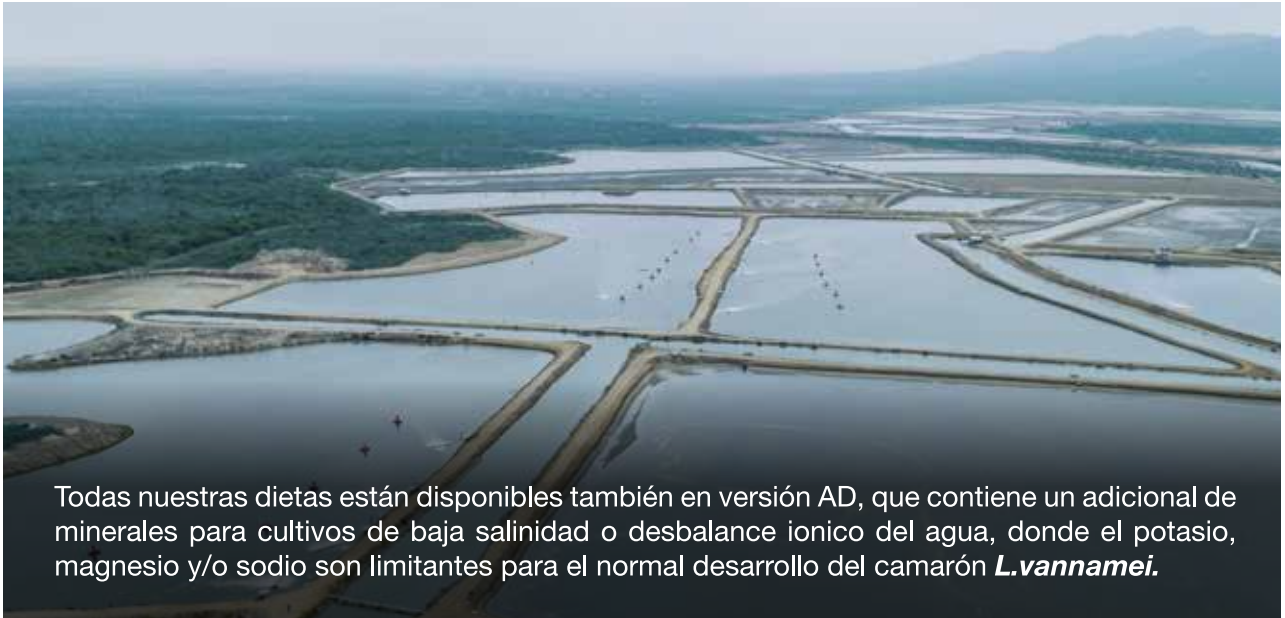 Todas nuestras dietas están disponibles también en versión AD, que contiene un adicional de
minerales para cultivos de baja salinidad o desbalance ionico del agua, donde el potasio,
magnesio y/o sodio son limitantes para el normal desarrollo del camarón L.vannamei.